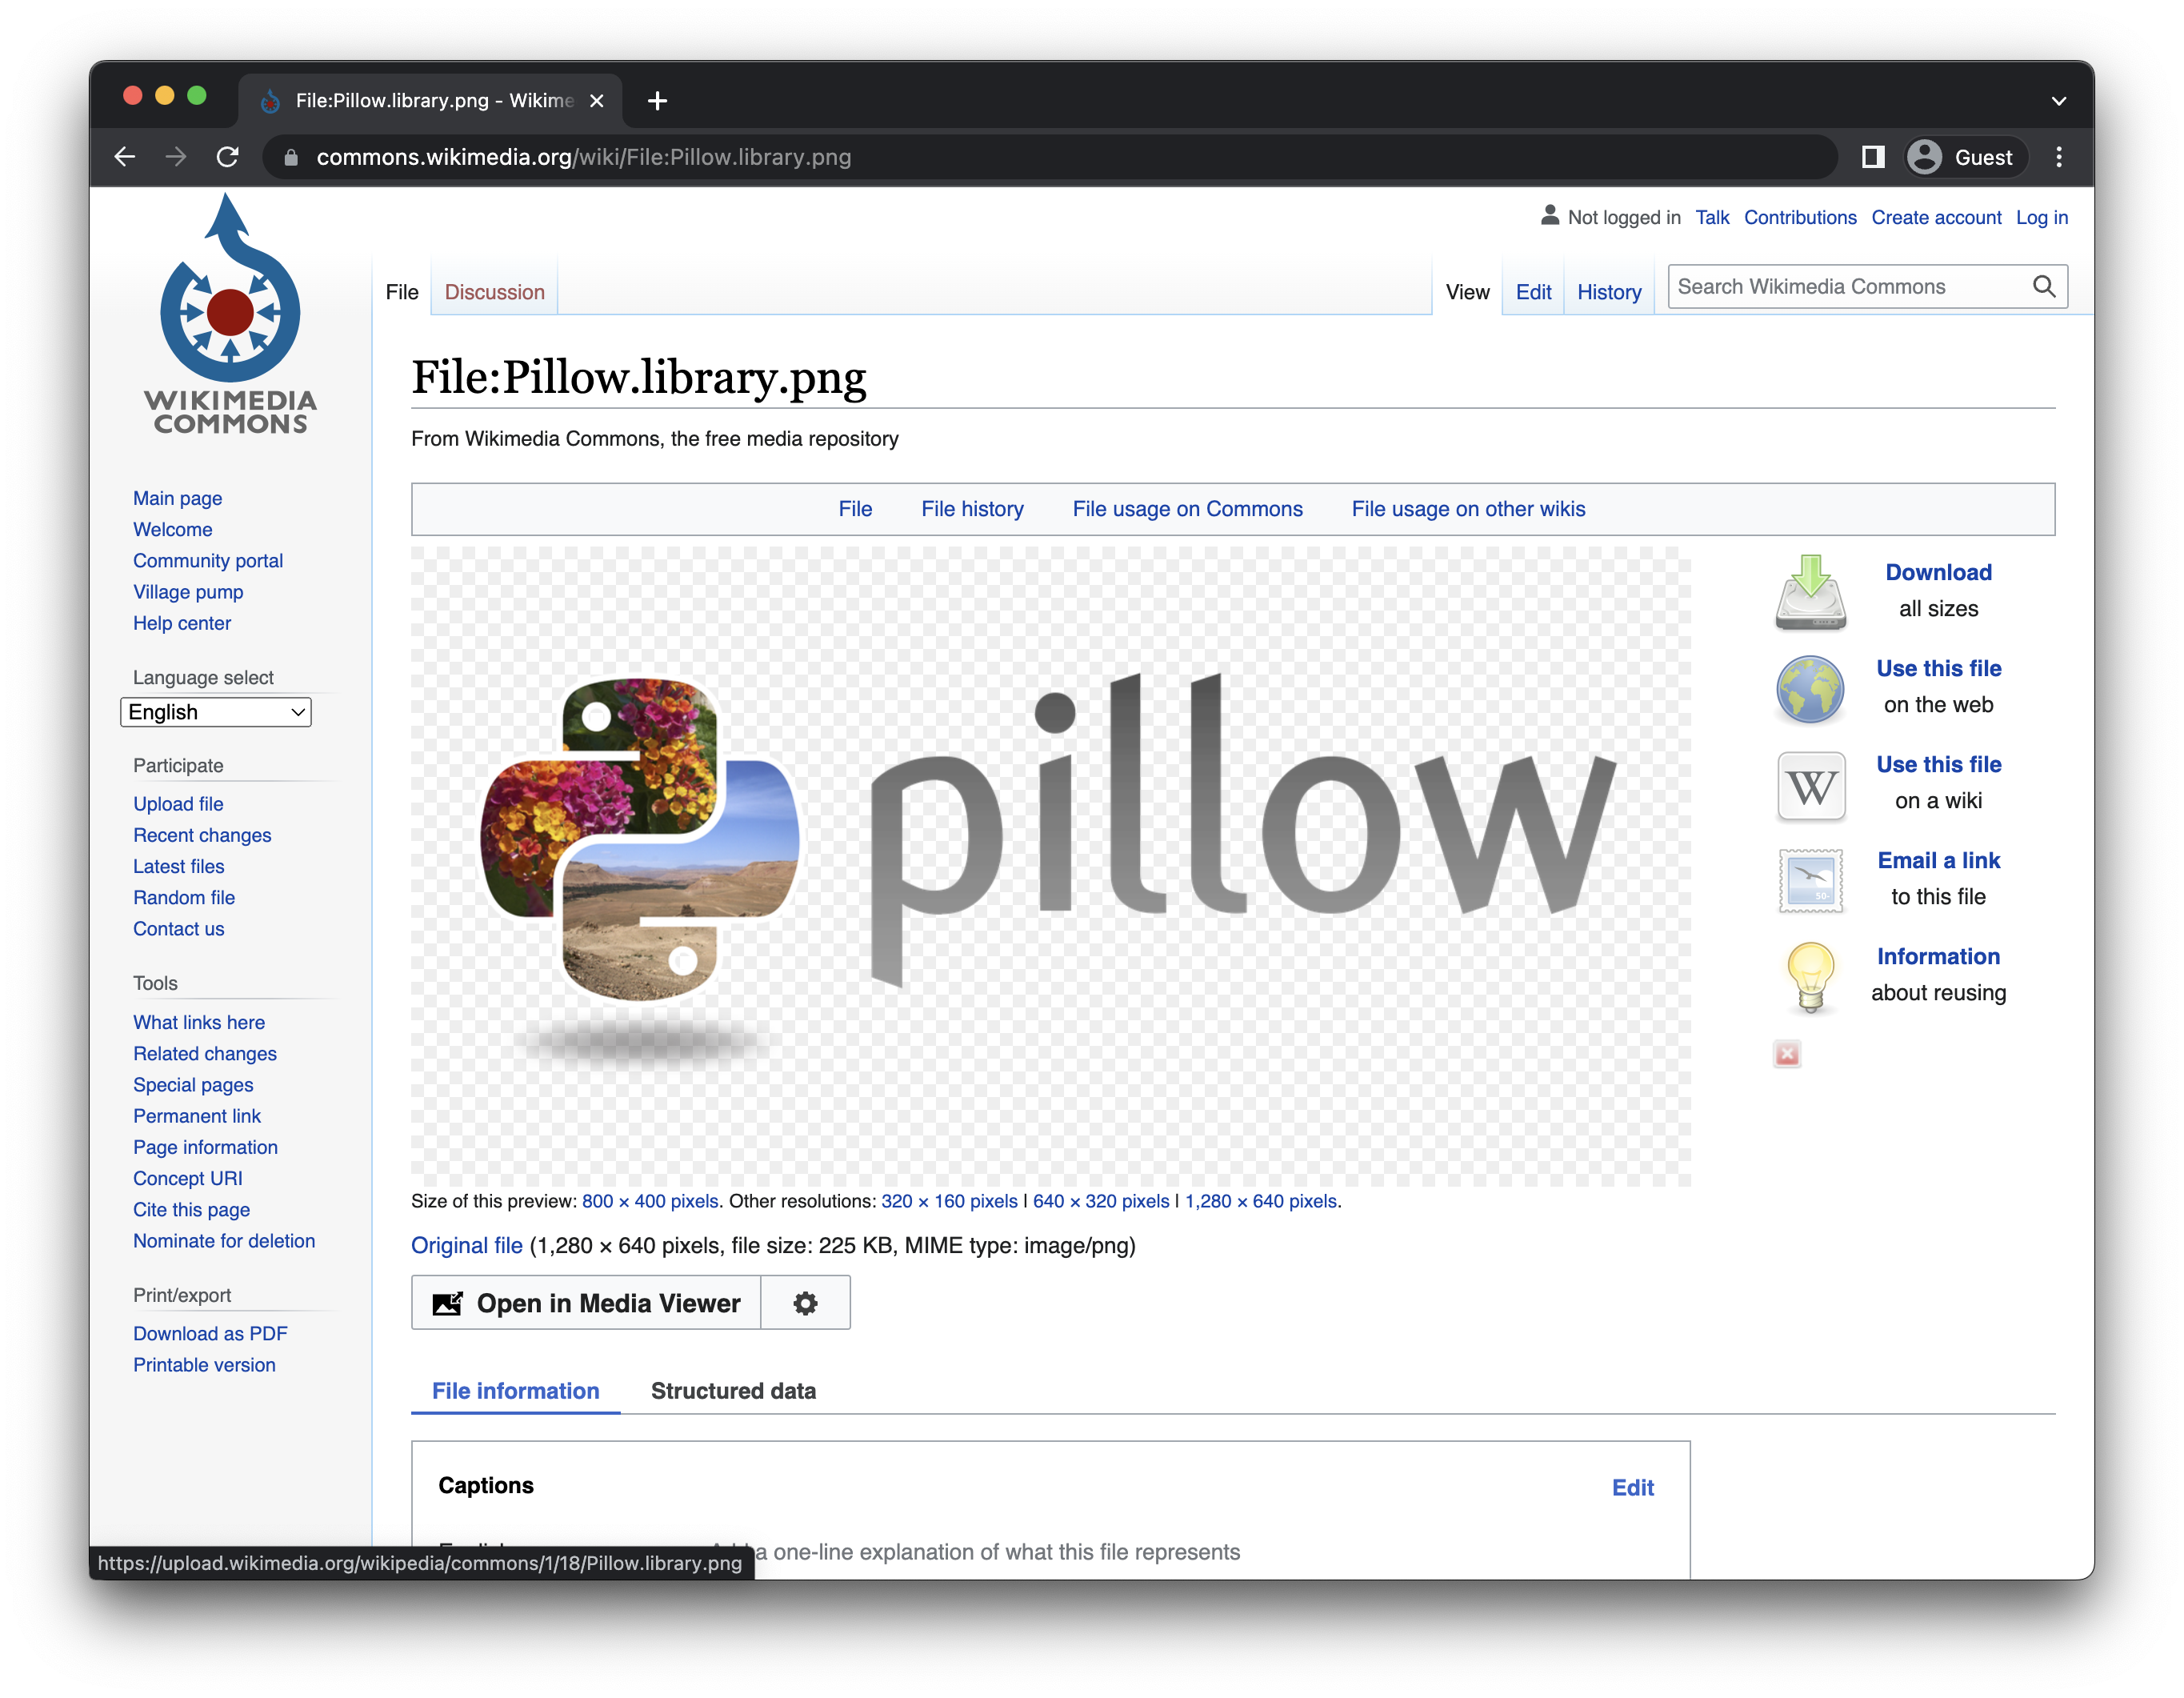 File:Pillow.library.png - Wikime
commons.wikimedia.org/wiki/File:Pillow.library.png
Guest
Not logged in Talk Contributions Create account Log in
File Discussion View Edit History Search Wikimedia Commons
WIKIMEDIA
COMMONS
Main page
Welcome
Community portal
Village pump
Help center
Language select
English
Participate
Upload file
Recent changes
Latest files
Random file
Contact us
Tools
What links here
Related changes
Special pages
Permanent link
Page information
Concept URI
Cite this page
Nominate for deletion
Print/export
Download as PDF
Printable version
File:Pillow.library.png
From Wikimedia Commons, the free media repository
File File history File usage on Commons File usage on other wikis
pillow
Download
all sizes
Use this file
on the web
W
Use this file
on a wiki
50-
Email a link
to this file
Information
about reusing
Size of this preview: 800 × 400 pixels. Other resolutions: 320 × 160 pixels | 640 × 320 pixels | 1,280 × 640 pixels.
Original file (1,280 × 640 pixels, file size: 225 KB, MIME type: image/png)
Open in Media Viewer
File information Structured data
Captions Edit
a one-line explanation of what this file represents
https://upload.wikimedia.org/wikipedia/commons/1/18/Pillow.library.png